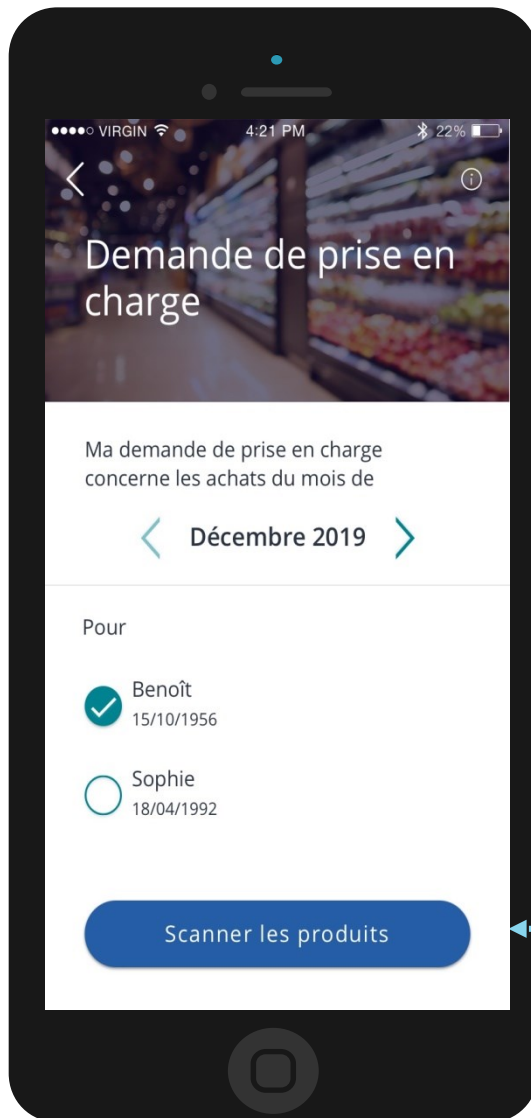 VIRGIN 4:21 PM 22%
Demande de prise en
charge
Ma demande de prise en charge
concerne les achats du mois de
Décembre 2019
Pour
Benoît
15/10/1956
Sophie
18/04/1992
Scanner les produits